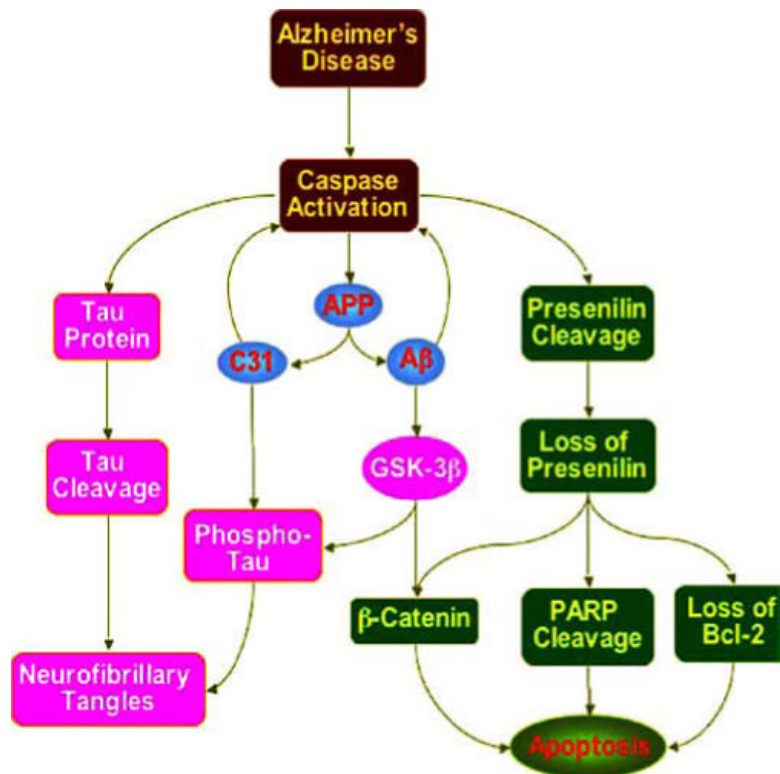 Alzheimer's
Disease
Caspase
Activation
APP
Tau
Protein
C31
Aβ
Presenilin
Cleavage
Tau
Cleavage
GSK-3β
Loss of
Presenilin
Phospho-
Tau
β-Catenin
PARP
Cleavage
Loss of
Bcl-2
Neurofibrillary
Tangles
Apoptosis